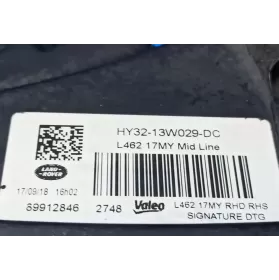 HY32-13W029-DC
L462 17MY Mid Line
LAND-
ROVER
17/09/18 16h02
89912846 2748 Valeo L462 17MY RHD RHS
SIGNATURE DTG